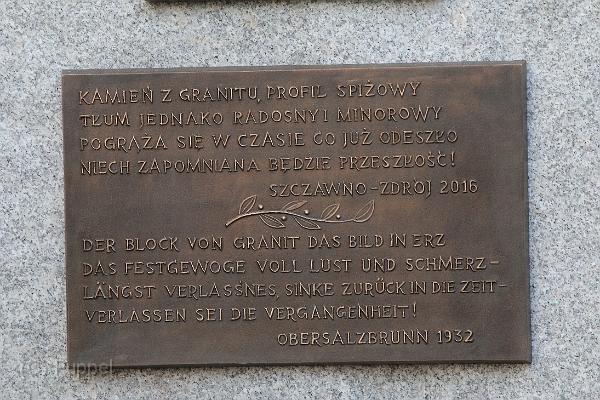 KAMIEŃ Z GRANITU, PROFIL SPIŻOWY
TŁUM JEDNAKO RADOSNY I MINOROWY
POGRĄŻA SIĘ W CZASIE CO JUŻ ODESZŁO
NIECH ZAPOMNIANA BĘDZIE PRZESZŁOŚĆ!
SZCZAWNO-ZDRÓJ 2016
DER BLOCK VON GRANIT DAS BILD IN ERZ
DAS FESTGEWOGE VOLL LUST UND SCHMERZ-
LÄNGST VERLASSNES, SINKE ZURÜCK IN DIE ZEIT-
VERLASSEN SEI DIE VERGANGENHEIT!
OBERSALZBRUNN 1932
Puppel